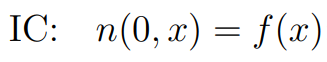 IC: n(0, x) = f(x)